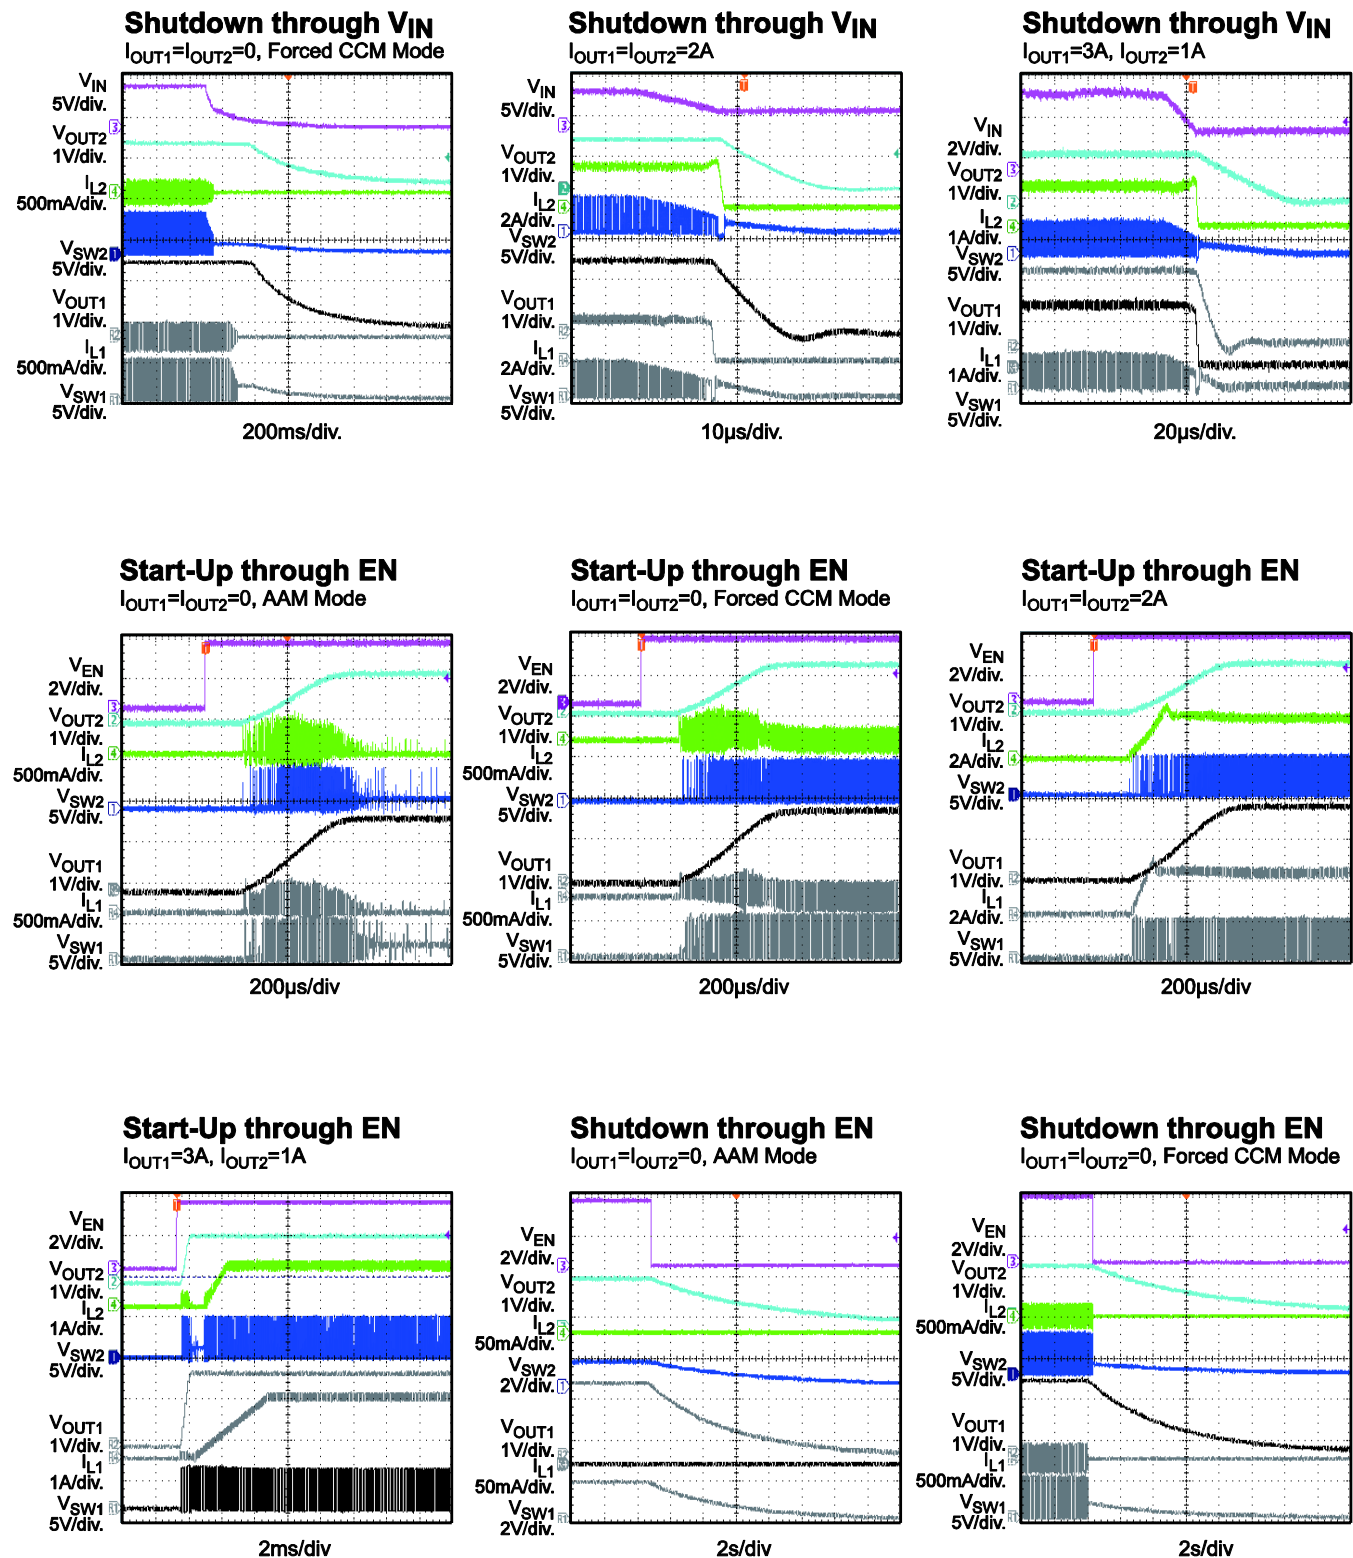 Shutdown through VIN
IOUT1=IOUT2=0, Forced CCM Mode
VIN
5V/div.
VOUT2
1V/div.
IL2
500mA/div.
VSW2
5V/div.
VOUT1
1V/div.
IL1
500mA/div.
VSW1
5V/div.
200ms/div.
Shutdown through VIN
IOUT1=IOUT2=2A
VIN
5V/div.
VOUT2
1V/div.
IL2
2A/div.
VSW2
5V/div.
VOUT1
1V/div.
IL1
2A/div.
VSW1
5V/div.
10µs/div.
Shutdown through VIN
IOUT1=3A, IOUT2=1A
VIN
2V/div.
VOUT2
1V/div.
IL2
1A/div.
VSW2
5V/div.
VOUT1
1V/div.
IL1
1A/div.
VSW1
5V/div.
20µs/div.
Start-Up through EN
IOUT1=IOUT2=0, AAM Mode
VEN
2V/div.
VOUT2
1V/div.
IL2
500mA/div.
VSW2
5V/div.
VOUT1
1V/div.
IL1
500mA/div.
VSW1
5V/div.
200µs/div
Start-Up through EN
IOUT1=IOUT2=0, Forced CCM Mode
VEN
2V/div.
VOUT2
1V/div.
IL2
500mA/div.
VSW2
5V/div.
VOUT1
1V/div.
IL1
500mA/div.
VSW1
5V/div.
200µs/div
Start-Up through EN
IOUT1=IOUT2=2A
VEN
2V/div.
VOUT2
1V/div.
IL2
2A/div.
VSW2
5V/div.
VOUT1
1V/div.
IL1
2A/div.
VSW1
5V/div.
200µs/div
Start-Up through EN
IOUT1=3A, IOUT2=1A
VEN
2V/div.
VOUT2
1V/div.
IL2
1A/div.
VSW2
5V/div.
VOUT1
1V/div.
IL1
1A/div.
VSW1
5V/div.
2ms/div
Shutdown through EN
IOUT1=IOUT2=0, AAM Mode
VEN
2V/div.
VOUT2
1V/div.
IL2
50mA/div.
VSW2
2V/div.
VOUT1
1V/div.
IL1
50mA/div.
VSW1
2V/div.
2s/div
Shutdown through EN
IOUT1=IOUT2=0, Forced CCM Mode
VEN
2V/div.
VOUT2
1V/div.
IL2
500mA/div.
VSW2
5V/div.
VOUT1
1V/div.
IL1
500mA/div.
VSW1
5V/div.
2s/div